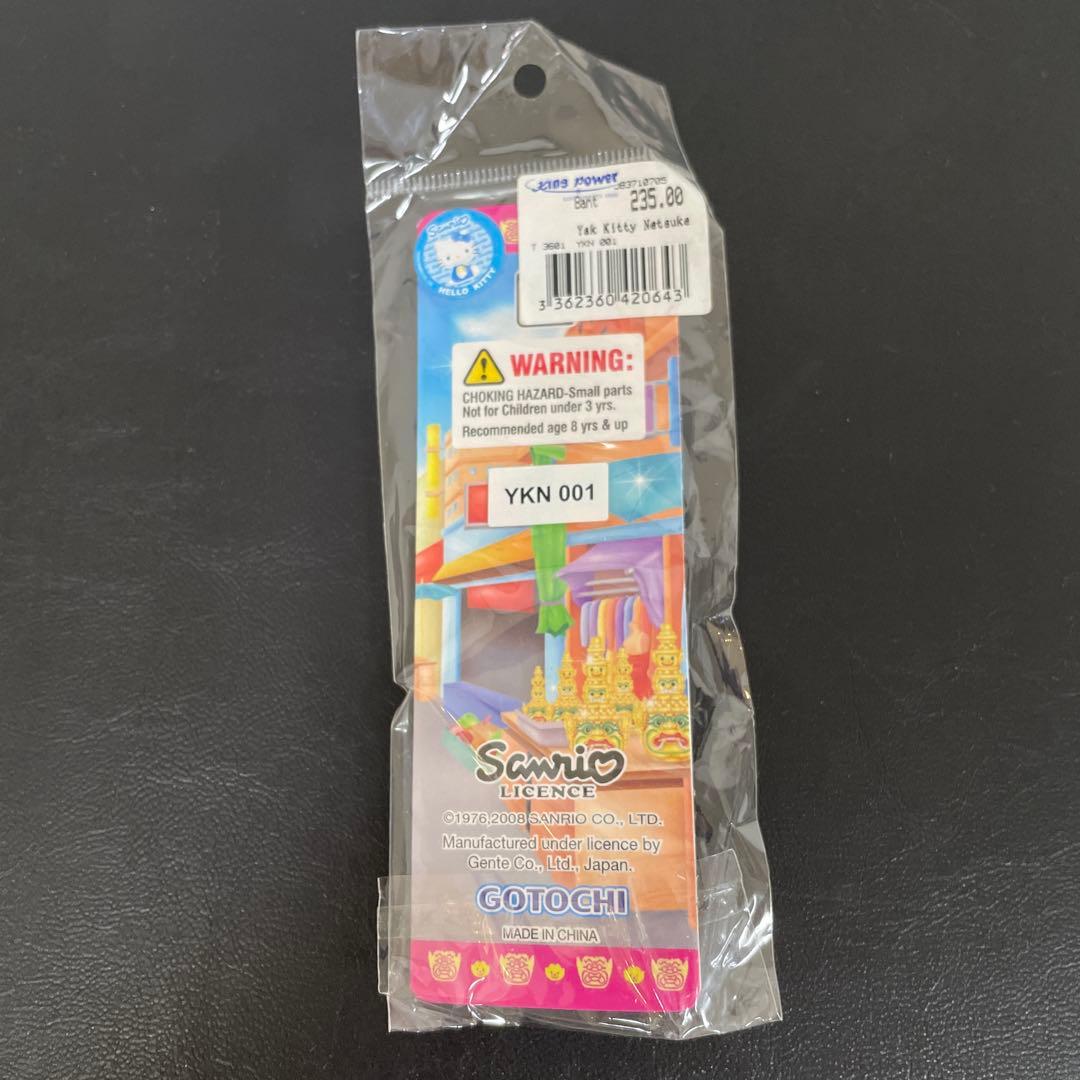 KING POWER
083710705
Baht 235.00
Yak Kitty Netsuke
T 3601 YKN 001
3 362360 420643
Sanrio
HELLO KITTY
WARNING:
CHOKING HAZARD-Small parts
Not for Children under 3 yrs.
Recommended age 8 yrs & up
YKN 001
Sanrio
LICENCE
©1976,2008 SANRIO CO., LTD.
Manufactured under licence by
Gente Co., Ltd., Japan.
GOTOCHI
MADE IN CHINA